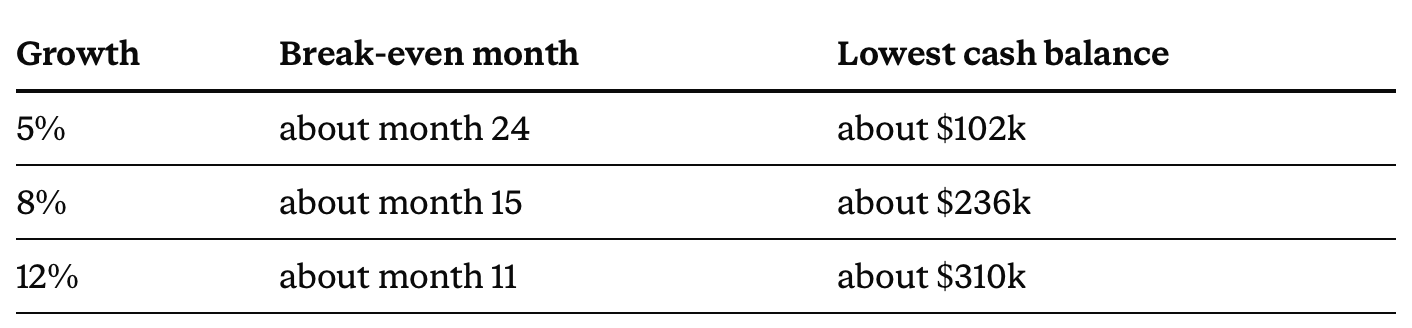 Growth Break-even month Lowest cash balance
5% about month 24 about $102k
8% about month 15 about $236k
12% about month 11 about $310k